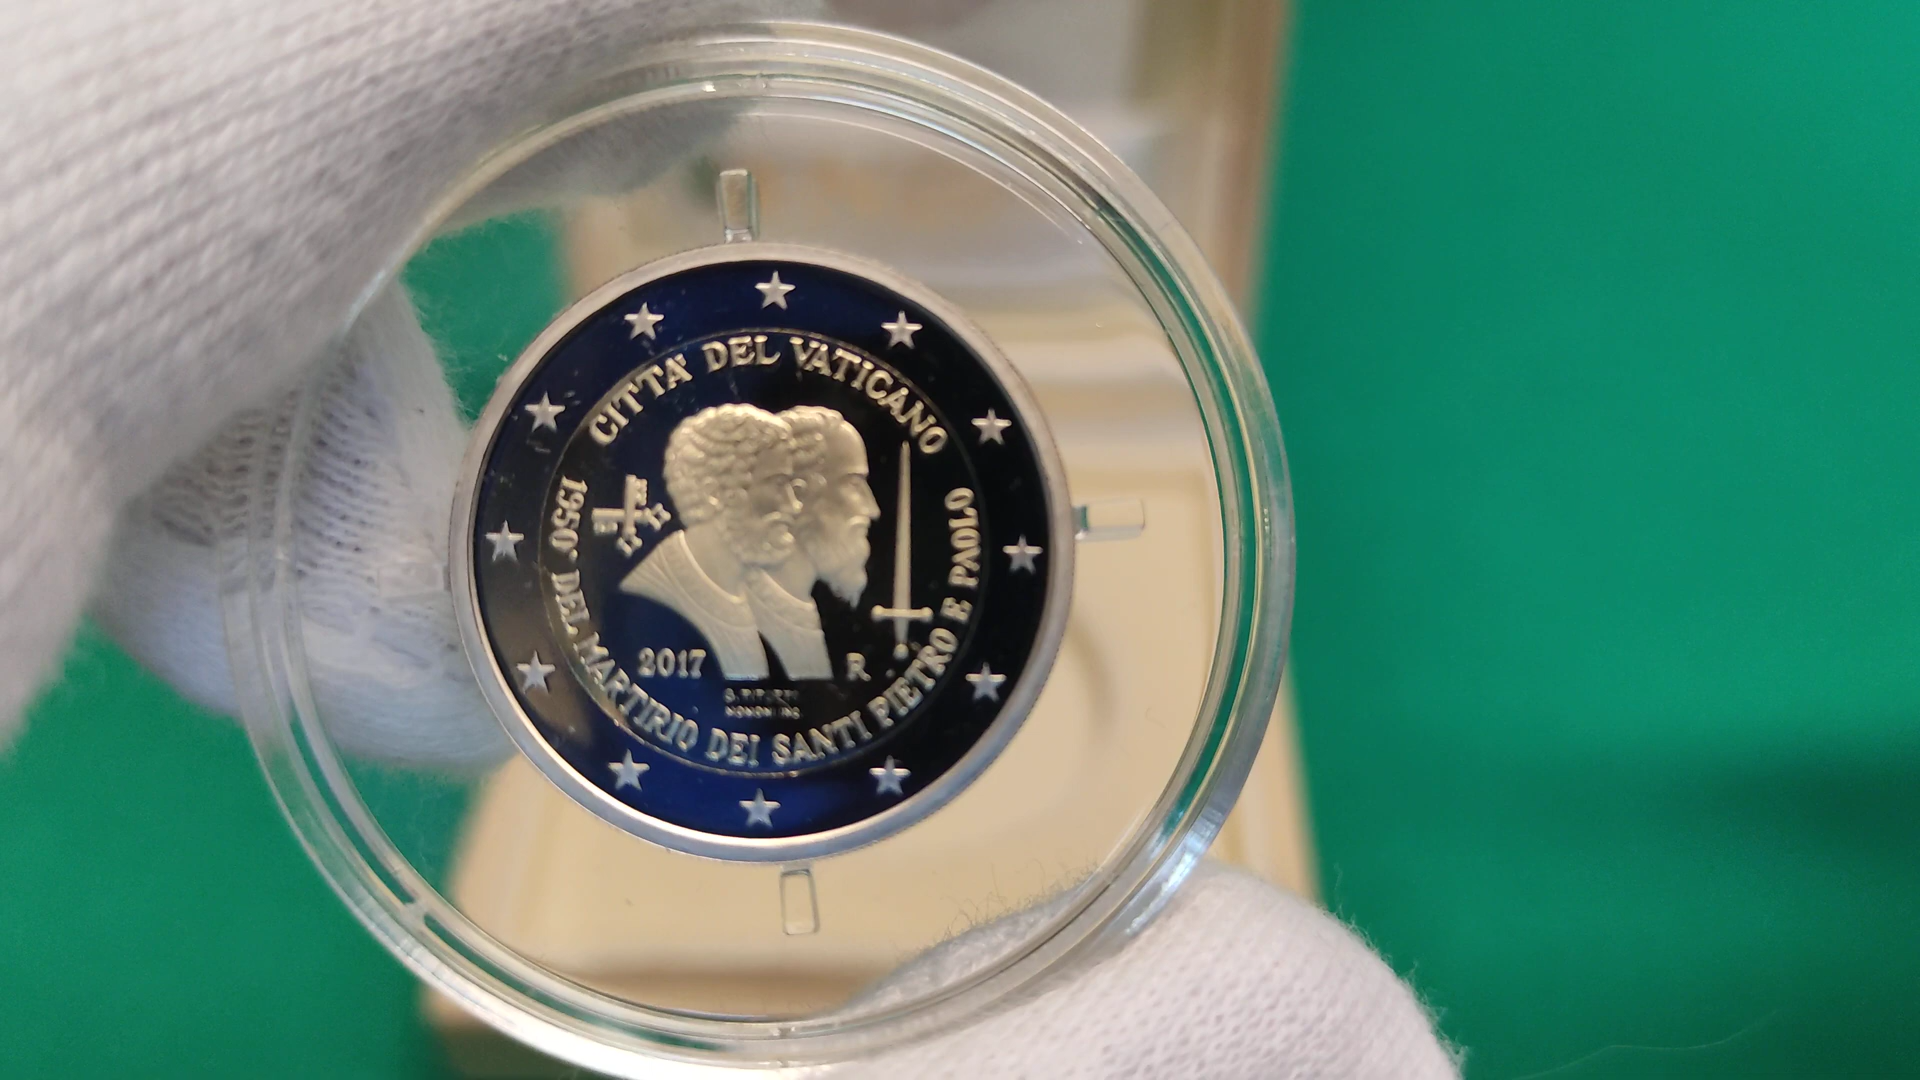 CITTA' DEL VATICANO
1950° DEL MARTIRIO DEI SANTI PIETRO E PAOLO
2017
R